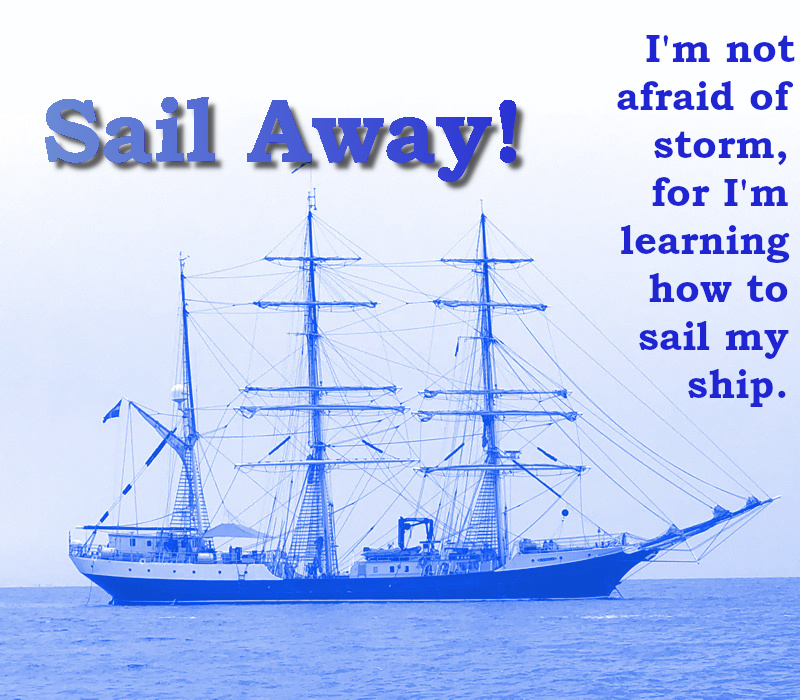 Sail Away!
I'm not
afraid of
storm,
for I'm
learning
how to
sail my
ship.